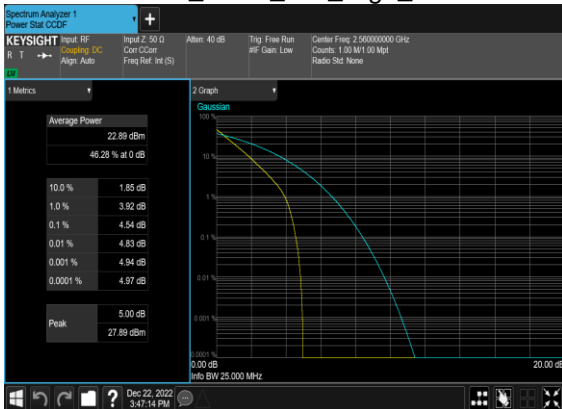 Spectrum Analyzer 1
Power Stat CCDF
+
KEYSIGHT
R T
LXI
Input: RF
Coupling: DC
Align: Auto
Input Z: 50 Ω
Corr CCorr
Freq Ref: Int (S)
Atten: 40 dB
Trig: Free Run
#IF Gain: Low
Center Freq: 2.560000000 GHz
Counts: 1.00 M/1.00 Mpt
Radio Std: None
1 Metrics
Average Power
22.89 dBm
46.28 % at 0 dB
10.0 % 1.85 dB
1.0 % 3.92 dB
0.1 % 4.54 dB
0.01 % 4.83 dB
0.001 % 4.94 dB
0.0001 % 4.97 dB
Peak
5.00 dB
27.89 dBm
2 Graph
Gaussian
100 %
10 %
1 %
0.1 %
0.01 %
0.001 %
0.0001 %
0.00 dB 20.00 dB
Info BW 25.000 MHz
?
Dec 22, 2022
3:47:14 PM